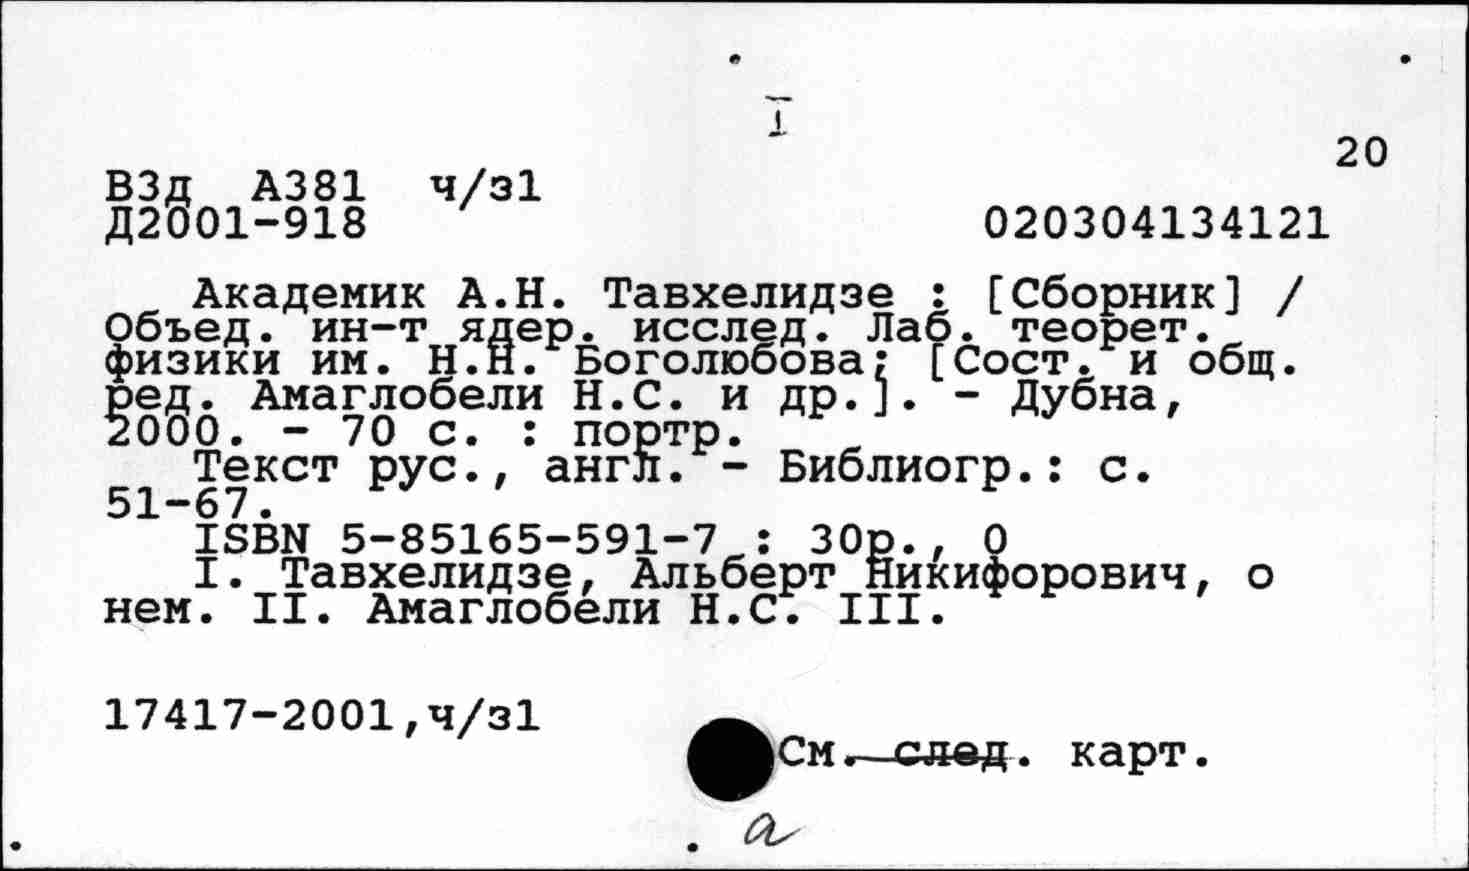 I
20
ВЗд А381 ч/з1
Д2001-918 020304134121
Академик А.Н. Тавхелидзе : [Сборник] /
Объед. ин-т ядер. исслед. Лаб. теорет.
физики им. Н.Н. Боголюбова; [Сост. и общ.
ред. Амаглобели Н.С. и др.]. - Дубна,
2000. - 70 с. : портр.
Текст рус., англ. - Библиогр.: с.
51-67.
ISBN 5-85165-591-7 : 30р., 0
I. Тавхелидзе, Альберт Никифорович, о
нем. II. Амаглобели Н.С. III.
17417-2001,ч/з1
См. след. карт.
а